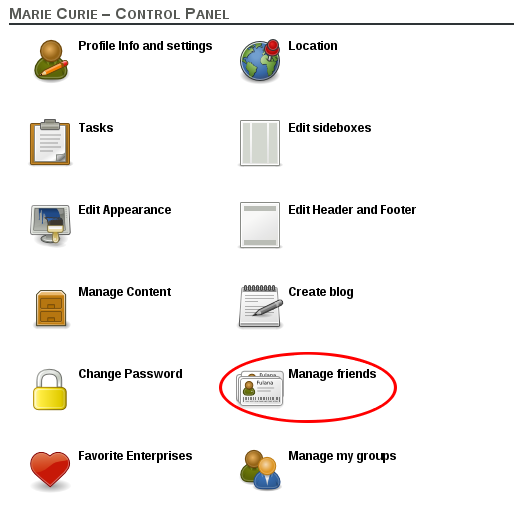 Marie Curie – Control Panel
Profile Info and settings
Location
Tasks
Edit sideboxes
Edit Appearance
Edit Header and Footer
Manage Content
Create blog
Change Password
Fulana
Fulana
Manage friends
Favorite Enterprises
Manage my groups